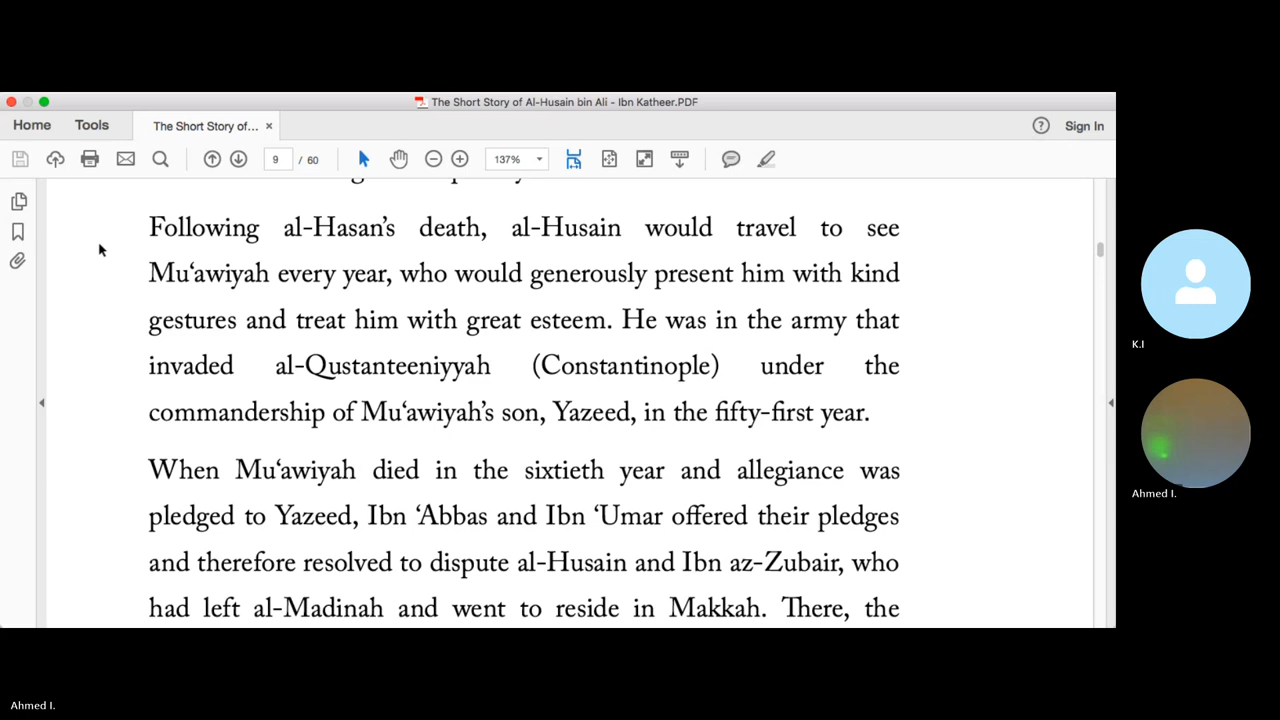 The Short Story of Al-Husain bin Ali - Ibn Katheer.PDF
Home Tools The Short Story of... × Sign In
9 / 60 137%
Following al-Hasan's death, al-Husain would travel to see
Mu‘awiyah every year, who would generously present him with kind
gestures and treat him with great esteem. He was in the army that
invaded al-Qustanteeniyyah (Constantinople) under the
commandership of Mu‘awiyah's son, Yazeed, in the fifty-first year.
When Mu‘awiyah died in the sixtieth year and allegiance was
pledged to Yazeed, Ibn ‘Abbas and Ibn ‘Umar offered their pledges
and therefore resolved to dispute al-Husain and Ibn az-Zubair, who
had left al-Madinah and went to reside in Makkah. There, the
K.I
Ahmed I.
Ahmed I.